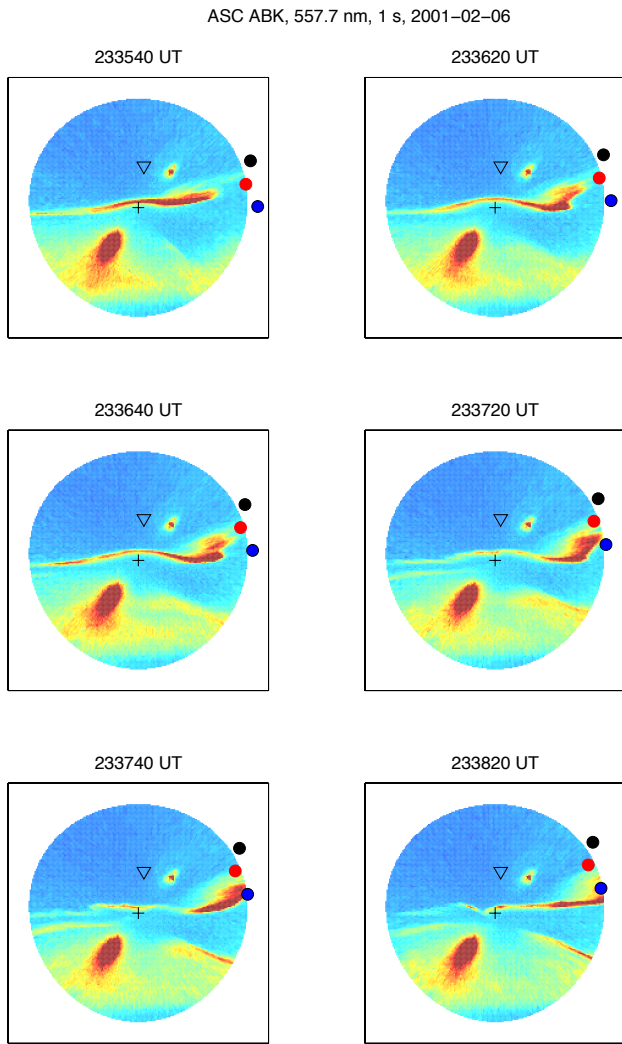 ASC ABK, 557.7 nm, 1 s, 2001−02−06
233540 UT
233620 UT
233640 UT
233720 UT
233740 UT
233820 UT